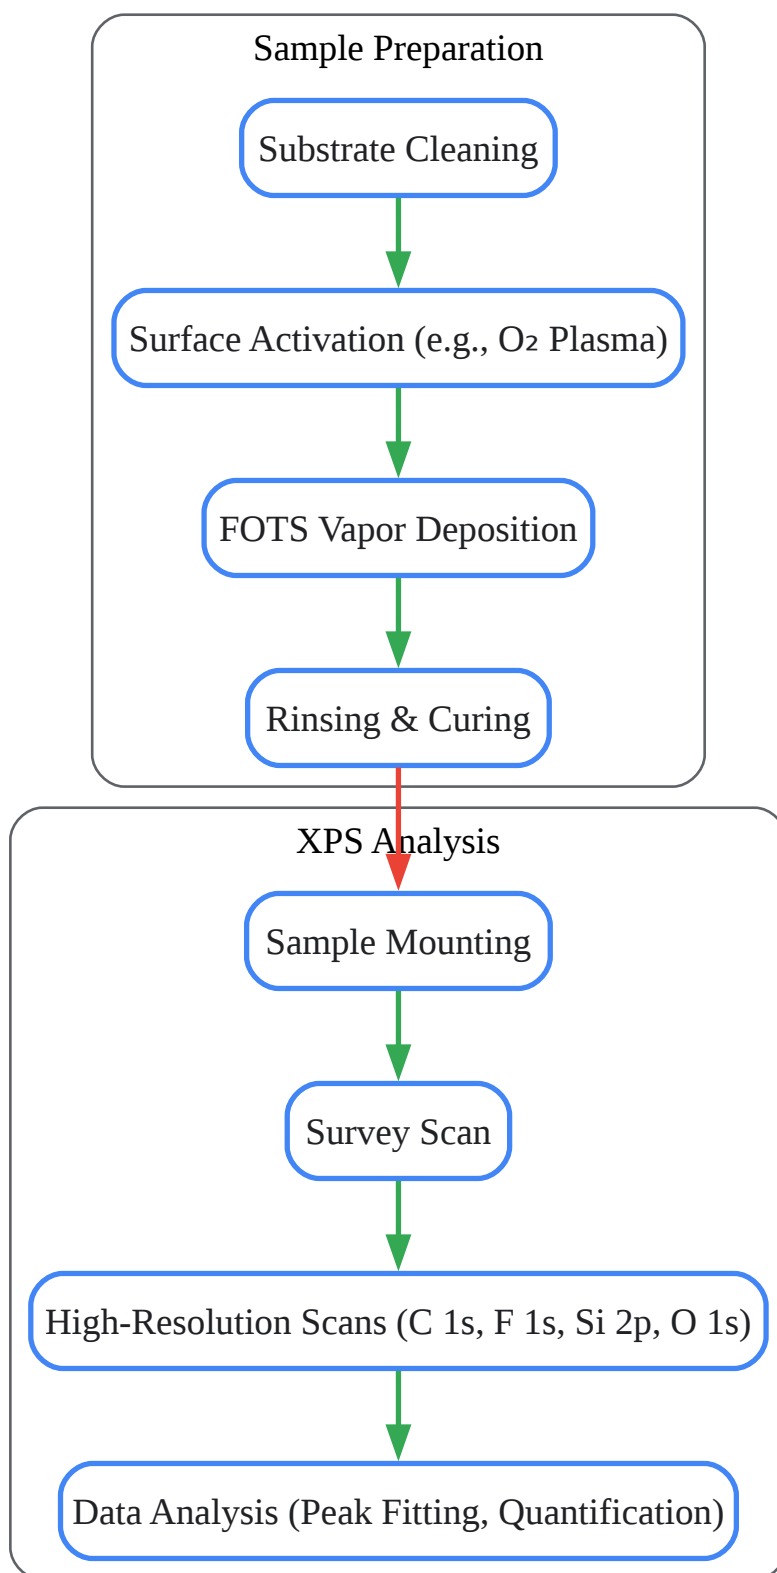 Sample Preparation
Substrate Cleaning
Surface Activation (e.g., O₂ Plasma)
FOTS Vapor Deposition
Rinsing & Curing
XPS Analysis
Sample Mounting
Survey Scan
High-Resolution Scans (C 1s, F 1s, Si 2p, O 1s)
Data Analysis (Peak Fitting, Quantification)